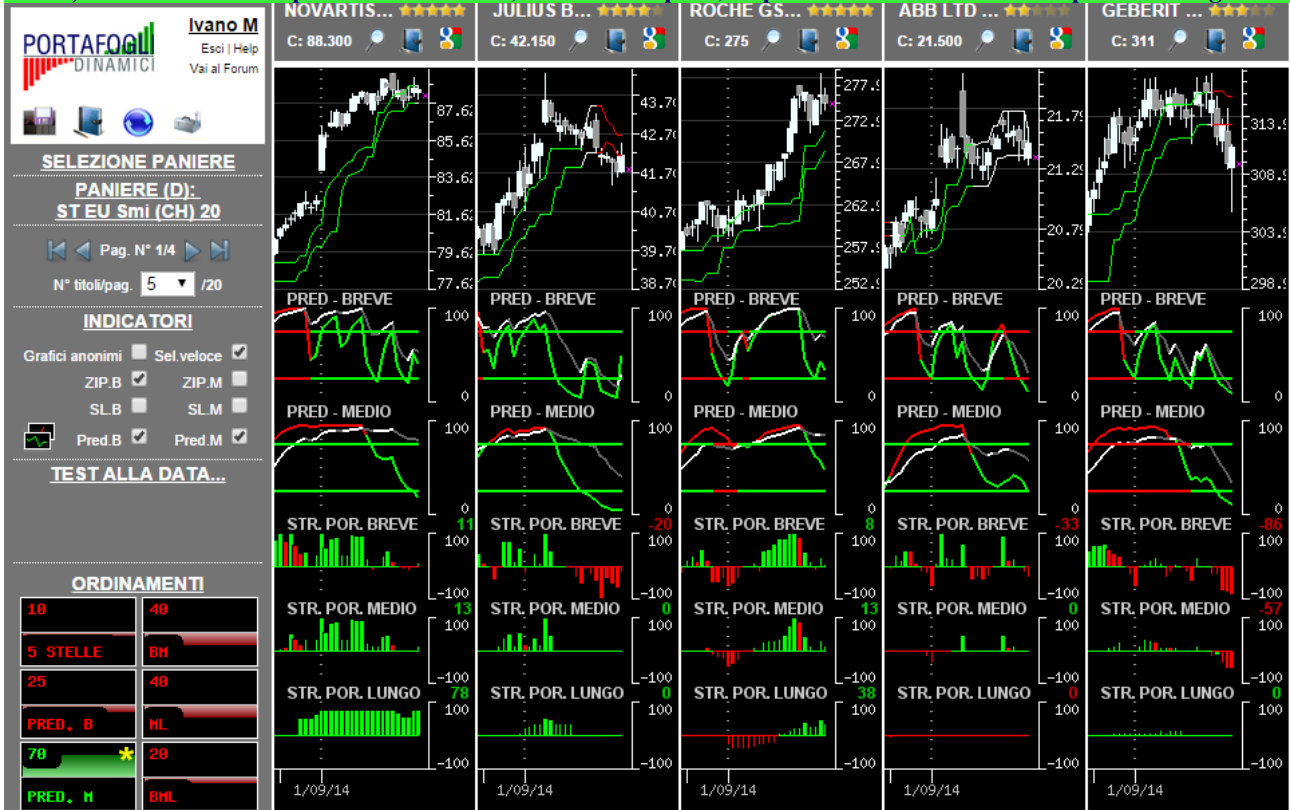 PORTAFOGLI
DINAMICI
Ivano M
Esci | Help
Vai al Forum
SELEZIONE PANIERE
PANIERE (D):
ST EU Smi (CH) 20
Pag. N° 1/4
N° titoli/pag. 5 /20
INDICATORI
Grafici anonimi Sel.veloce
ZIP.B ZIP.M
SL.B SL.M
Pred.B Pred.M
TEST ALLA DATA...
ORDINAMENTI
10 40
5 STELLE BM
25 40
PRED. B ML
70 * 20
PRED. M BML
NOVARTIS...
C: 88.300
87.62
85.62
83.62
81.62
79.62
77.62
PRED - BREVE
100
0
PRED - MEDIO
100
0
STR. POR. BREVE 11
100
-100
STR. POR. MEDIO 13
100
-100
STR. POR. LUNGO 78
100
-100
1/09/14
JULIUS B...
C: 42.150
43.70
42.70
41.70
40.70
39.70
38.70
PRED - BREVE
100
0
PRED - MEDIO
100
0
STR. POR. BREVE -20
100
-100
STR. POR. MEDIO 0
100
-100
STR. POR. LUNGO 0
100
-100
1/09/14
ROCHE GS...
C: 275
277.9
272.9
267.9
262.9
257.9
252.9
PRED - BREVE
100
0
PRED - MEDIO
100
0
STR. POR. BREVE 8
100
-100
STR. POR. MEDIO 13
100
-100
STR. POR. LUNGO 38
100
-100
1/09/14
ABB LTD ...
C: 21.500
21.79
21.29
20.79
20.29
PRED - BREVE
100
0
PRED - MEDIO
100
0
STR. POR. BREVE -33
100
-100
STR. POR. MEDIO 0
100
-100
STR. POR. LUNGO 0
100
-100
1/09/14
GEBERIT ...
C: 311
313.9
308.9
303.9
298.9
PRED - BREVE
100
0
PRED - MEDIO
100
0
STR. POR. BREVE -86
100
-100
STR. POR. MEDIO -57
100
-100
STR. POR. LUNGO 0
100
-100
1/09/14